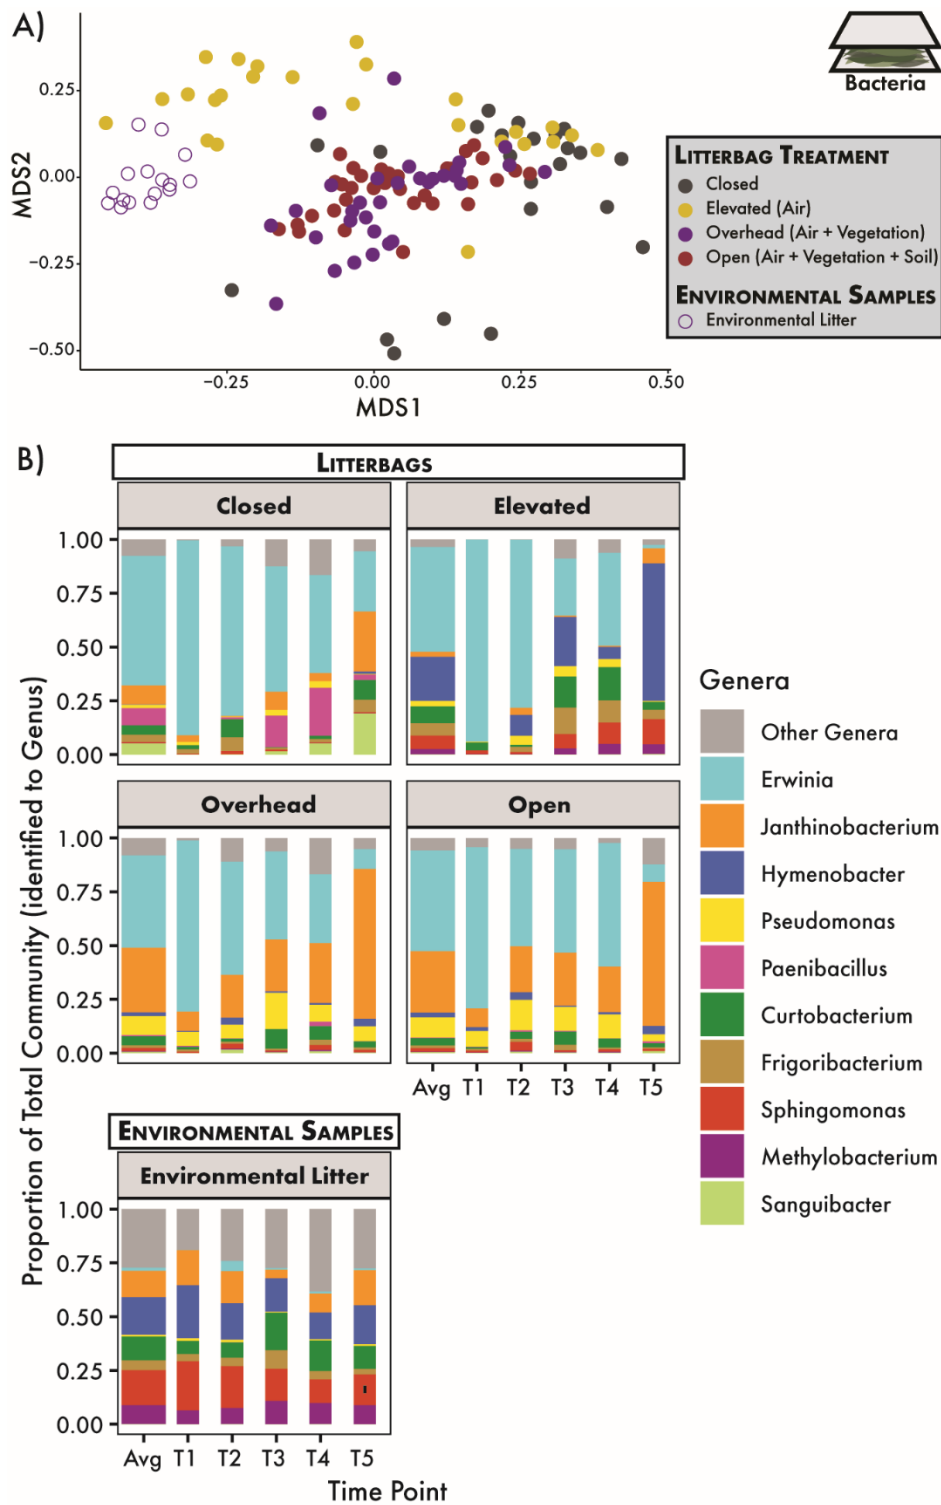 A)
MDS2
0.25
0.00
−0.25
−0.50
−0.25
0.00
0.25
0.50
MDS1
Bacteria
Litterbag Treatment
Closed
Elevated (Air)
Overhead (Air + Vegetation)
Open (Air + Vegetation + Soil)
Environmental Samples
Environmental Litter
B)
Litterbags
Closed
Elevated
1.00
0.75
0.50
0.25
0.00
Overhead
Open
1.00
0.75
0.50
0.25
0.00
Avg T1 T2 T3 T4 T5
Environmental Samples
Environmental Litter
1.00
0.75
0.50
0.25
0.00
Avg T1 T2 T3 T4 T5
Time Point
Proportion of Total Community (identified to Genus)
Genera
Other Genera
Erwinia
Janthinobacterium
Hymenobacter
Pseudomonas
Paenibacillus
Curtobacterium
Frigoribacterium
Sphingomonas
Methylobacterium
Sanguibacter